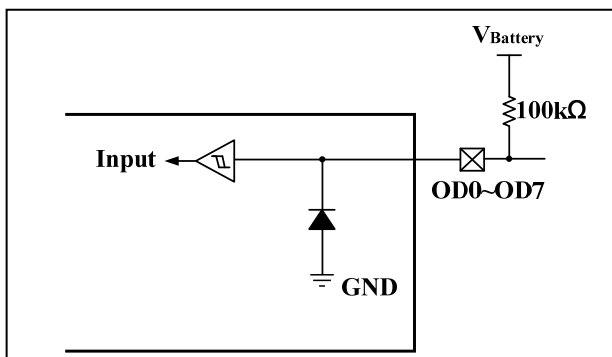 VBattery
100kΩ
Input
OD0~OD7
GND